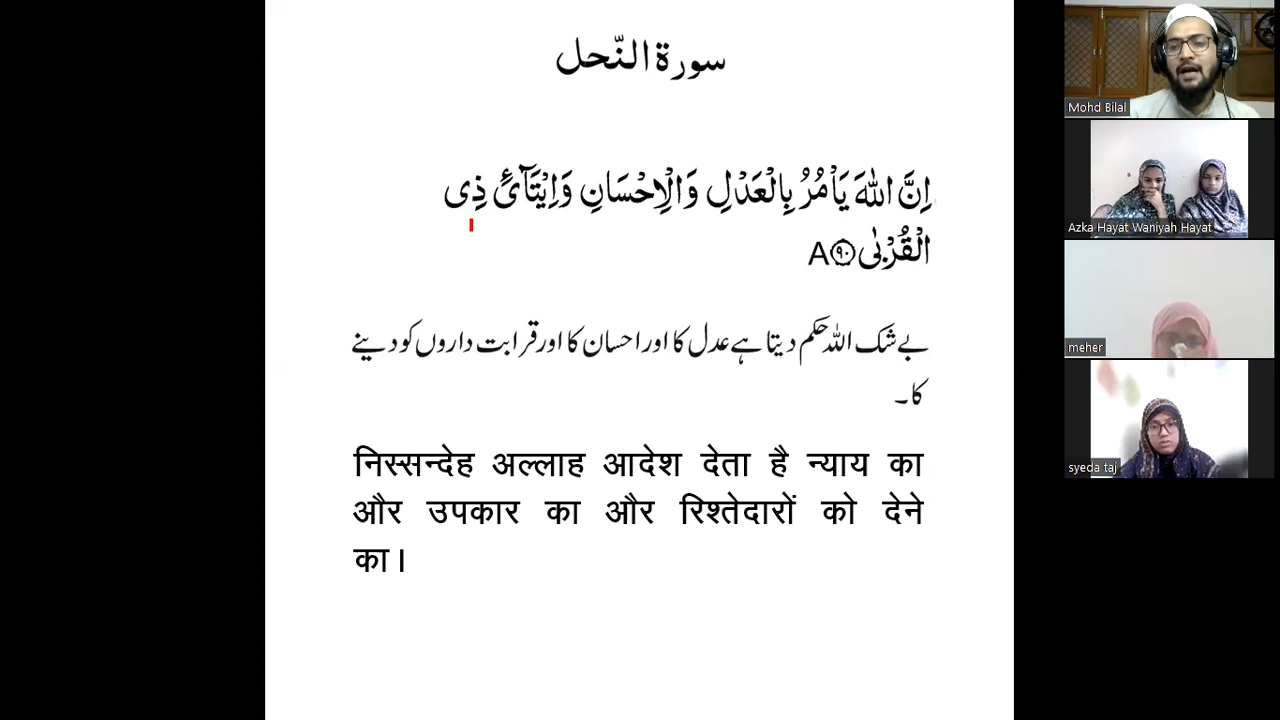 سورۃ النّحل
اِنَّ اللہَ یَاْمُرُ بِالْعَدْلِ وَالْاِحْسَانِ وَاِیْتَآئِ ذِی
الْقُرْبٰی ۹۰ A
بے شک اللہ حکم دیتا ہے عدل کا اور احسان کا اور قرابت داروں کو دینے
کا۔
निस्सन्देह अल्लाह आदेश देता है न्याय का
और उपकार का और रिश्तेदारों को देने
का।
Mohd Bilal
Azka Hayat Waniyah Hayat
meher
syeda taj